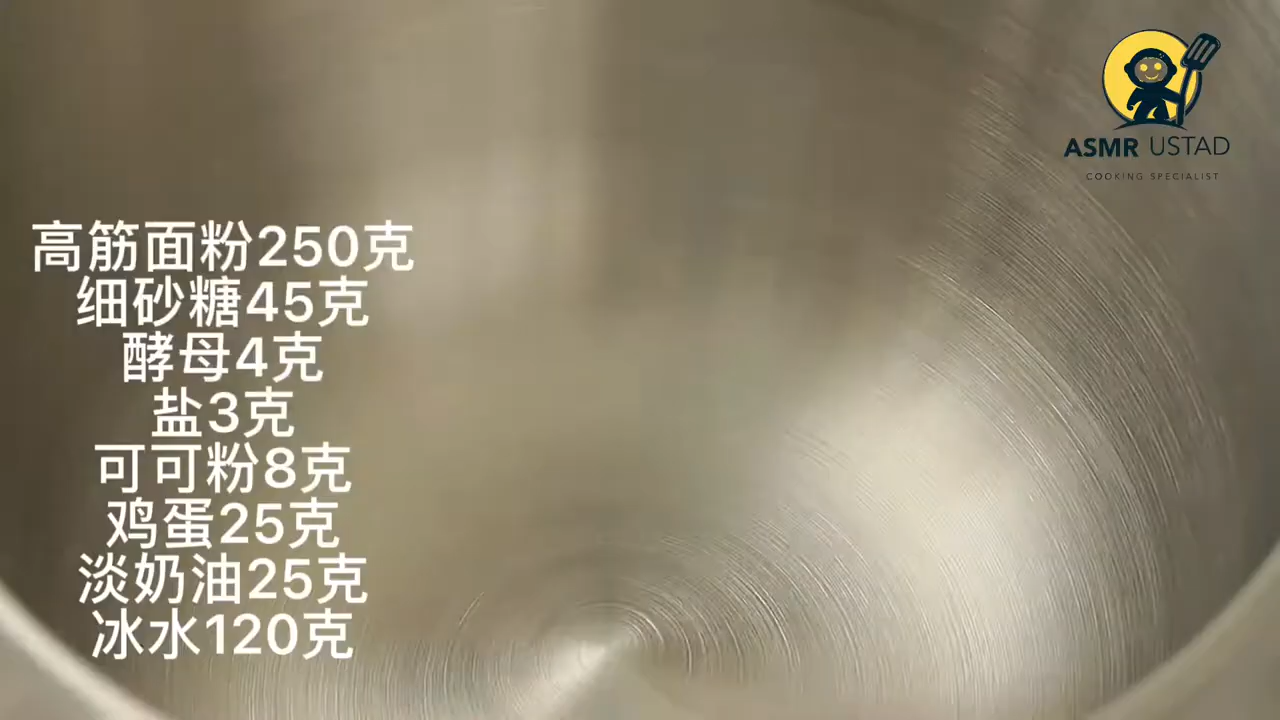 ASMR USTAD
COOKING SPECIALIST
高筋面粉250克
细砂糖45克
酵母4克
盐3克
可可粉8克
鸡蛋25克
淡奶油25克
冰水120克